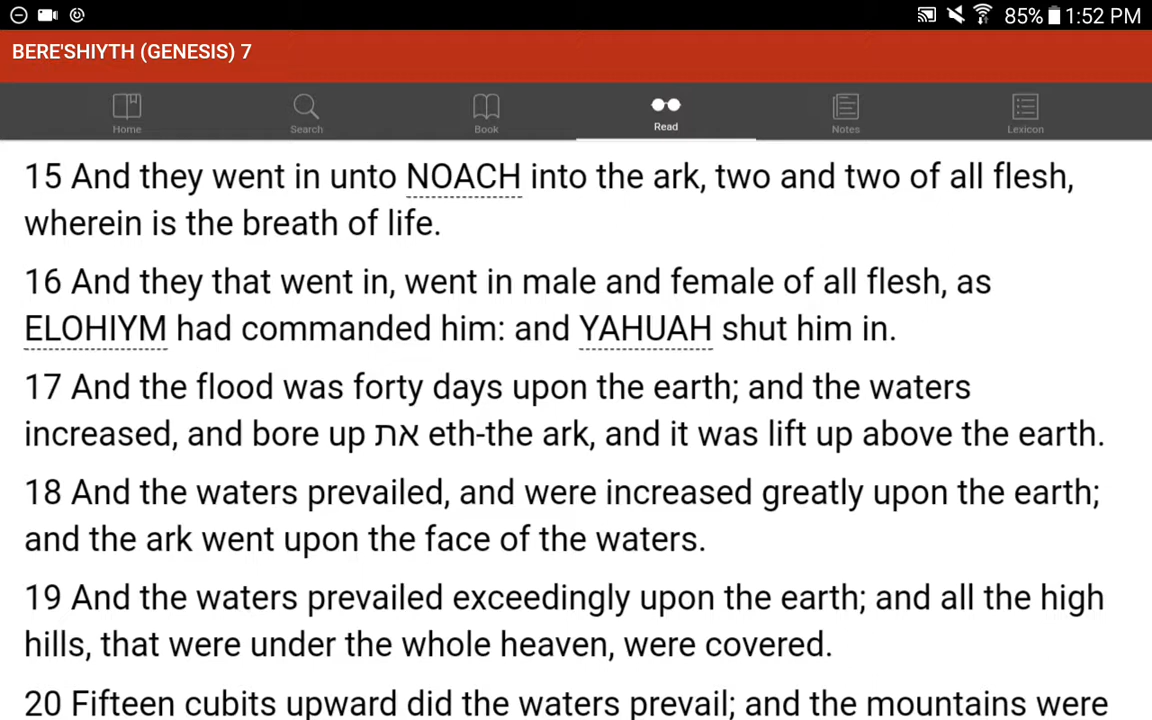 85% 1:52 PM
BERE'SHIYTH (GENESIS) 7
Home Search Book Read Notes Lexicon
15 And they went in unto NOACH into the ark, two and two of all flesh,
wherein is the breath of life.
16 And they that went in, went in male and female of all flesh, as
ELOHIYM had commanded him: and YAHUAH shut him in.
17 And the flood was forty days upon the earth; and the waters
increased, and bore up את eth-the ark, and it was lift up above the earth.
18 And the waters prevailed, and were increased greatly upon the earth;
and the ark went upon the face of the waters.
19 And the waters prevailed exceedingly upon the earth; and all the high
hills, that were under the whole heaven, were covered.
20 Fifteen cubits upward did the waters prevail; and the mountains were